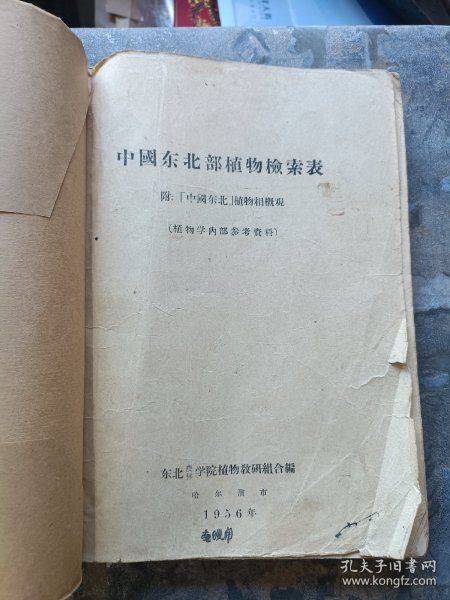 中國东北部植物檢索表
附:「中國东北」植物相概观
(植物学內部参考資料)
东北農林学院植物教研組合編
哈尔濱市
1956年
孔夫子旧书网
www.kongfz.com